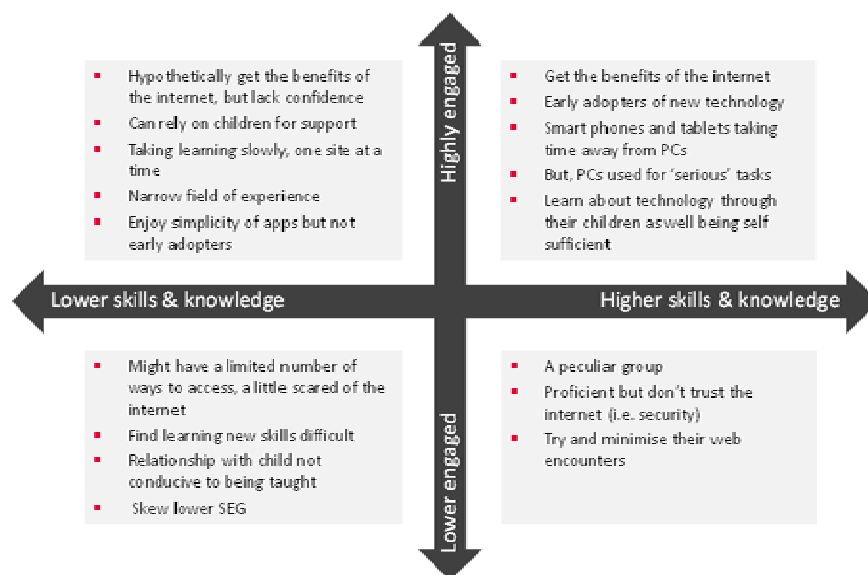 Highly engaged
▪ Hypothetically get the benefits of
the internet, but lack confidence
▪ Can rely on children for support
▪ Taking learning slowly, one site at a
time
▪ Narrow field of experience
▪ Enjoy simplicity of apps but not
early adopters
▪ Get the benefits of the internet
▪ Early adopters of new technology
▪ Smart phones and tablets taking
time away from PCs
▪ But, PCs used for ‘serious’ tasks
▪ Learn about technology through
their children as well being self
sufficient
Lower skills & knowledge
Higher skills & knowledge
▪ Might have a limited number of
ways to access, a little scared of the
internet
▪ Find learning new skills difficult
▪ Relationship with child not
conducive to being taught
▪ Skew lower SEG
▪ A peculiar group
▪ Proficient but don’t trust the
internet (i.e. security)
▪ Try and minimise their web
encounters
Lower engaged